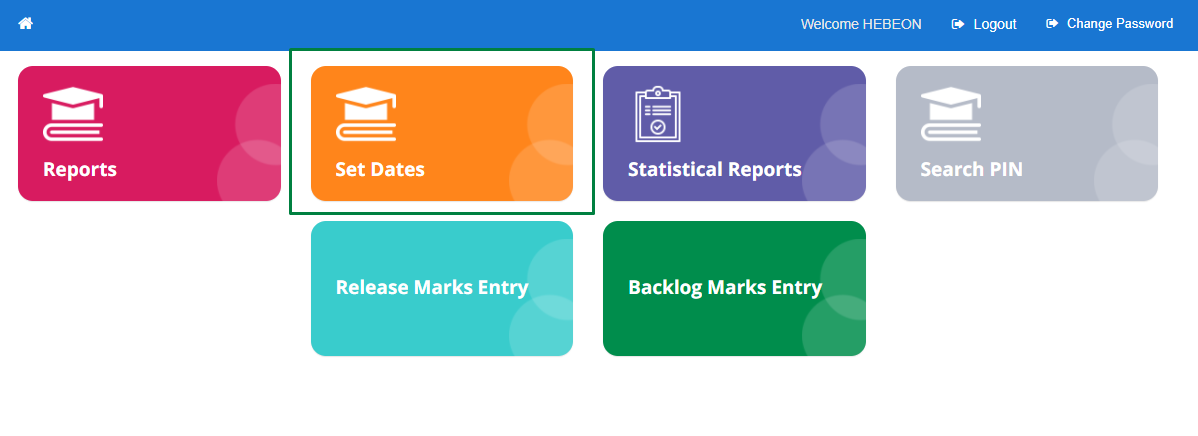 Welcome HEBEON Logout Change Password
Reports Set Dates Statistical Reports Search PIN
Release Marks Entry Backlog Marks Entry